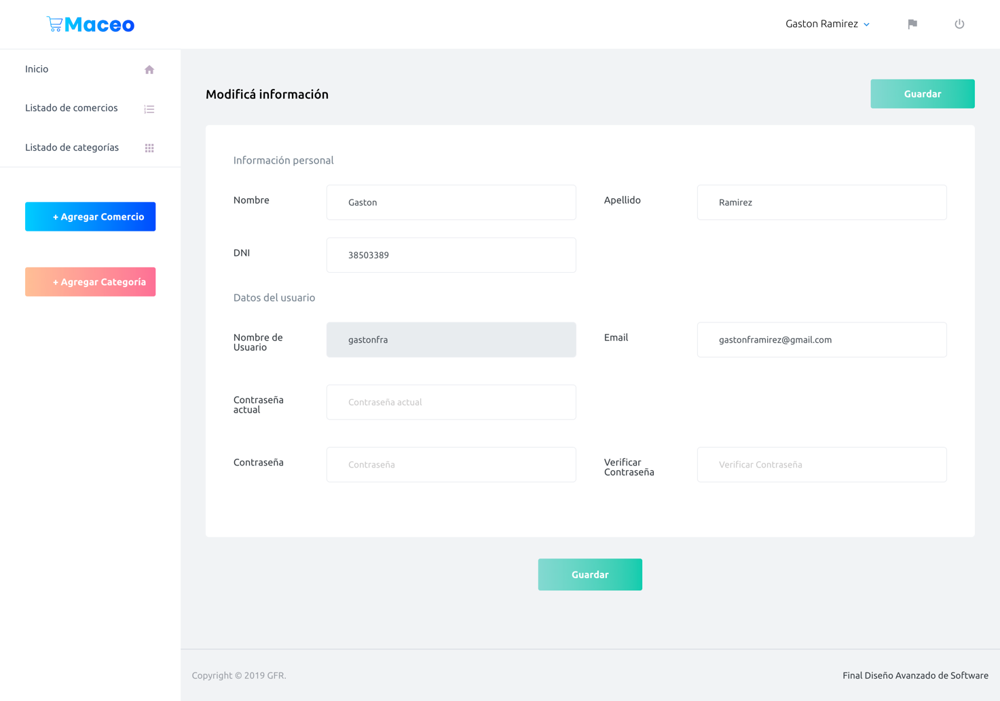 Maceo
Gaston Ramirez
Inicio
Listado de comercios
Listado de categorías
+ Agregar Comercio
+ Agregar Categoría
Modificá información
Guardar
Información personal
Nombre
Gaston
Apellido
Ramirez
DNI
38503389
Datos del usuario
Nombre de
Usuario
gastonfra
Email
gastonframirez@gmail.com
Contraseña
actual
Contraseña actual
Contraseña
Contraseña
Verificar
Contraseña
Verificar Contraseña
Guardar
Copyright © 2019 GFR.
Final Diseño Avanzado de Software